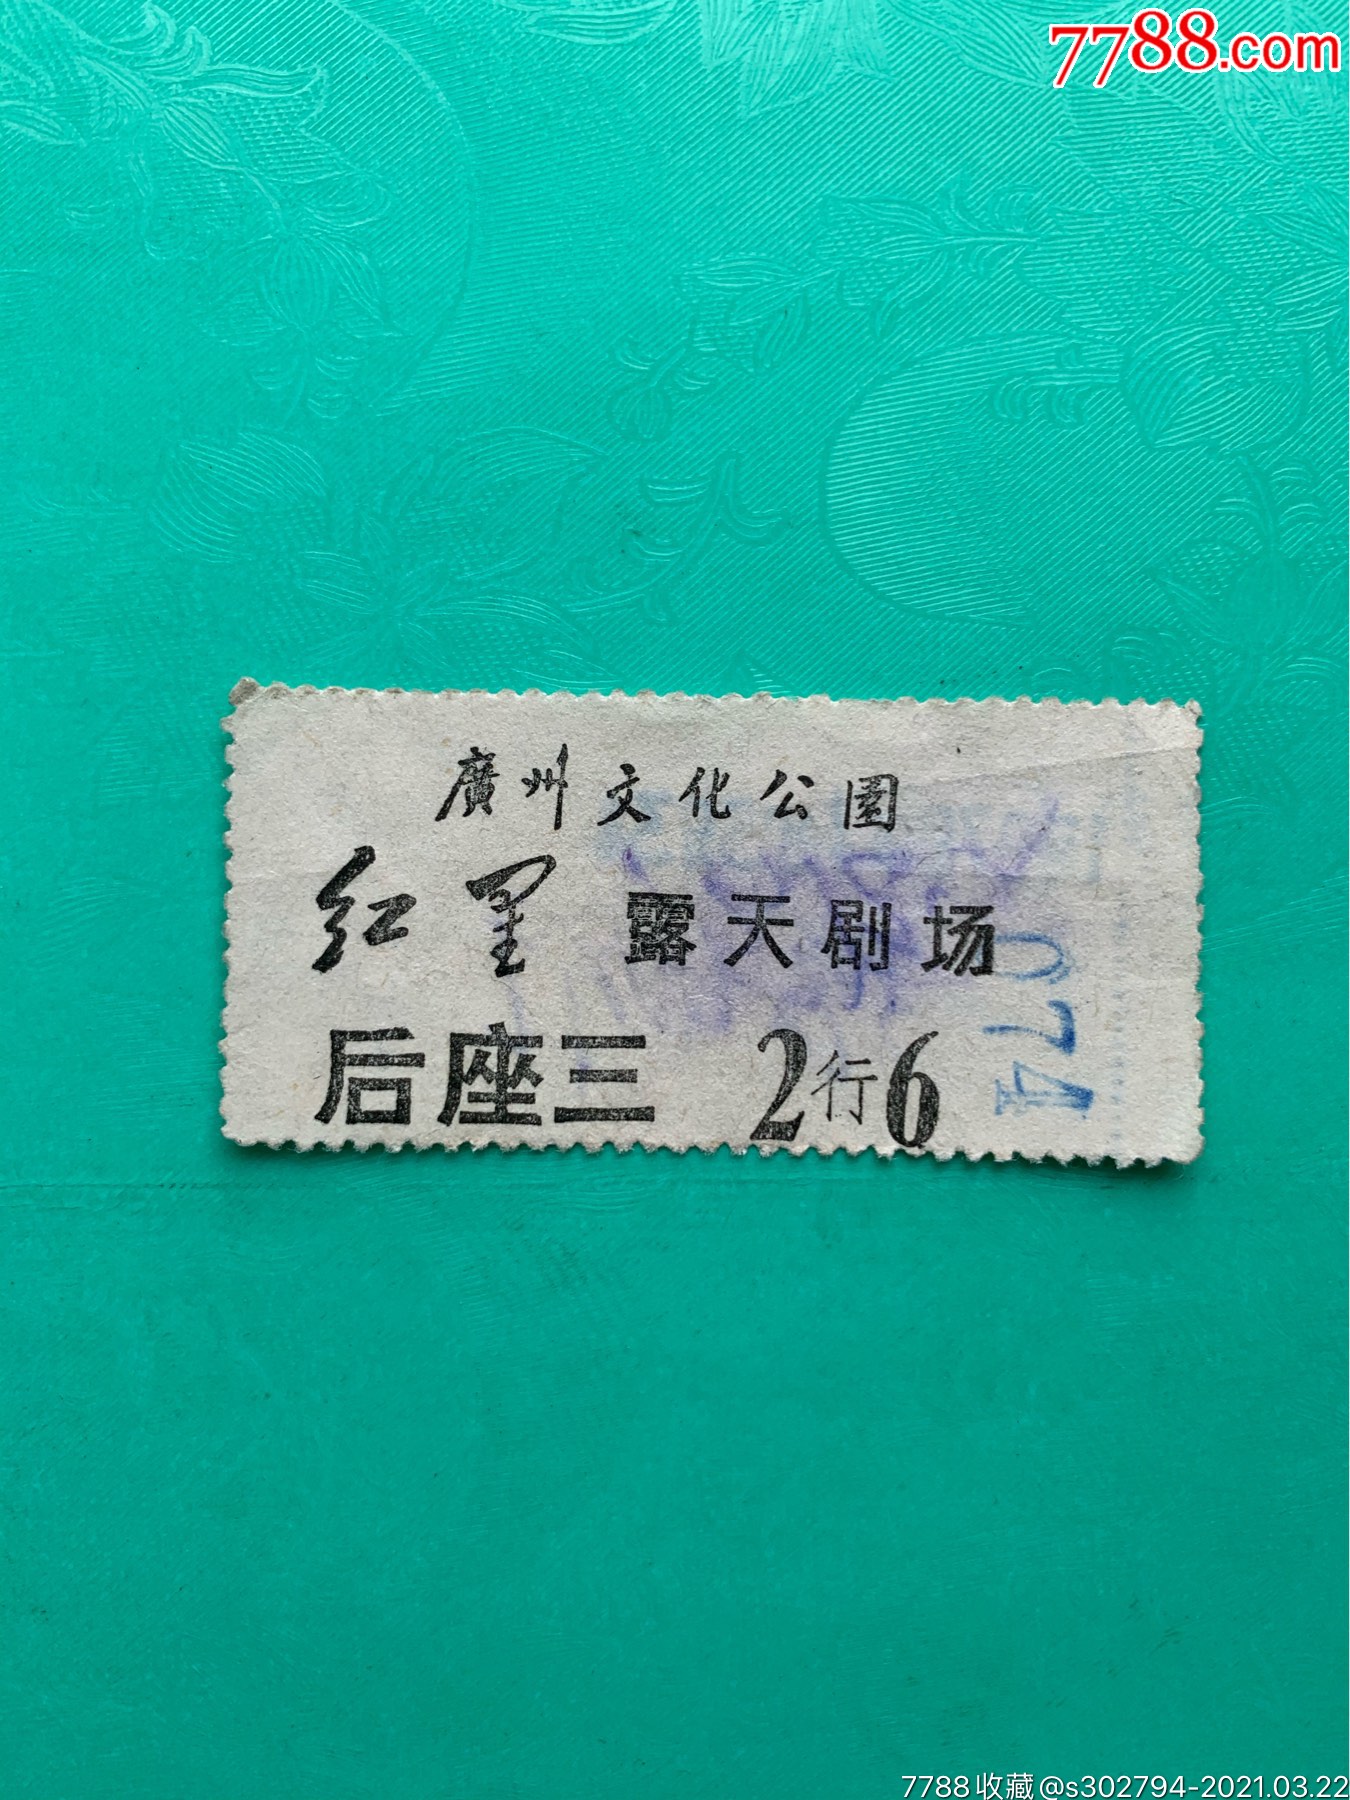 7788.com
廣州文化公園
红星 露天剧场
后座三 2行6
074
7788收藏@s302794-2021.03.22